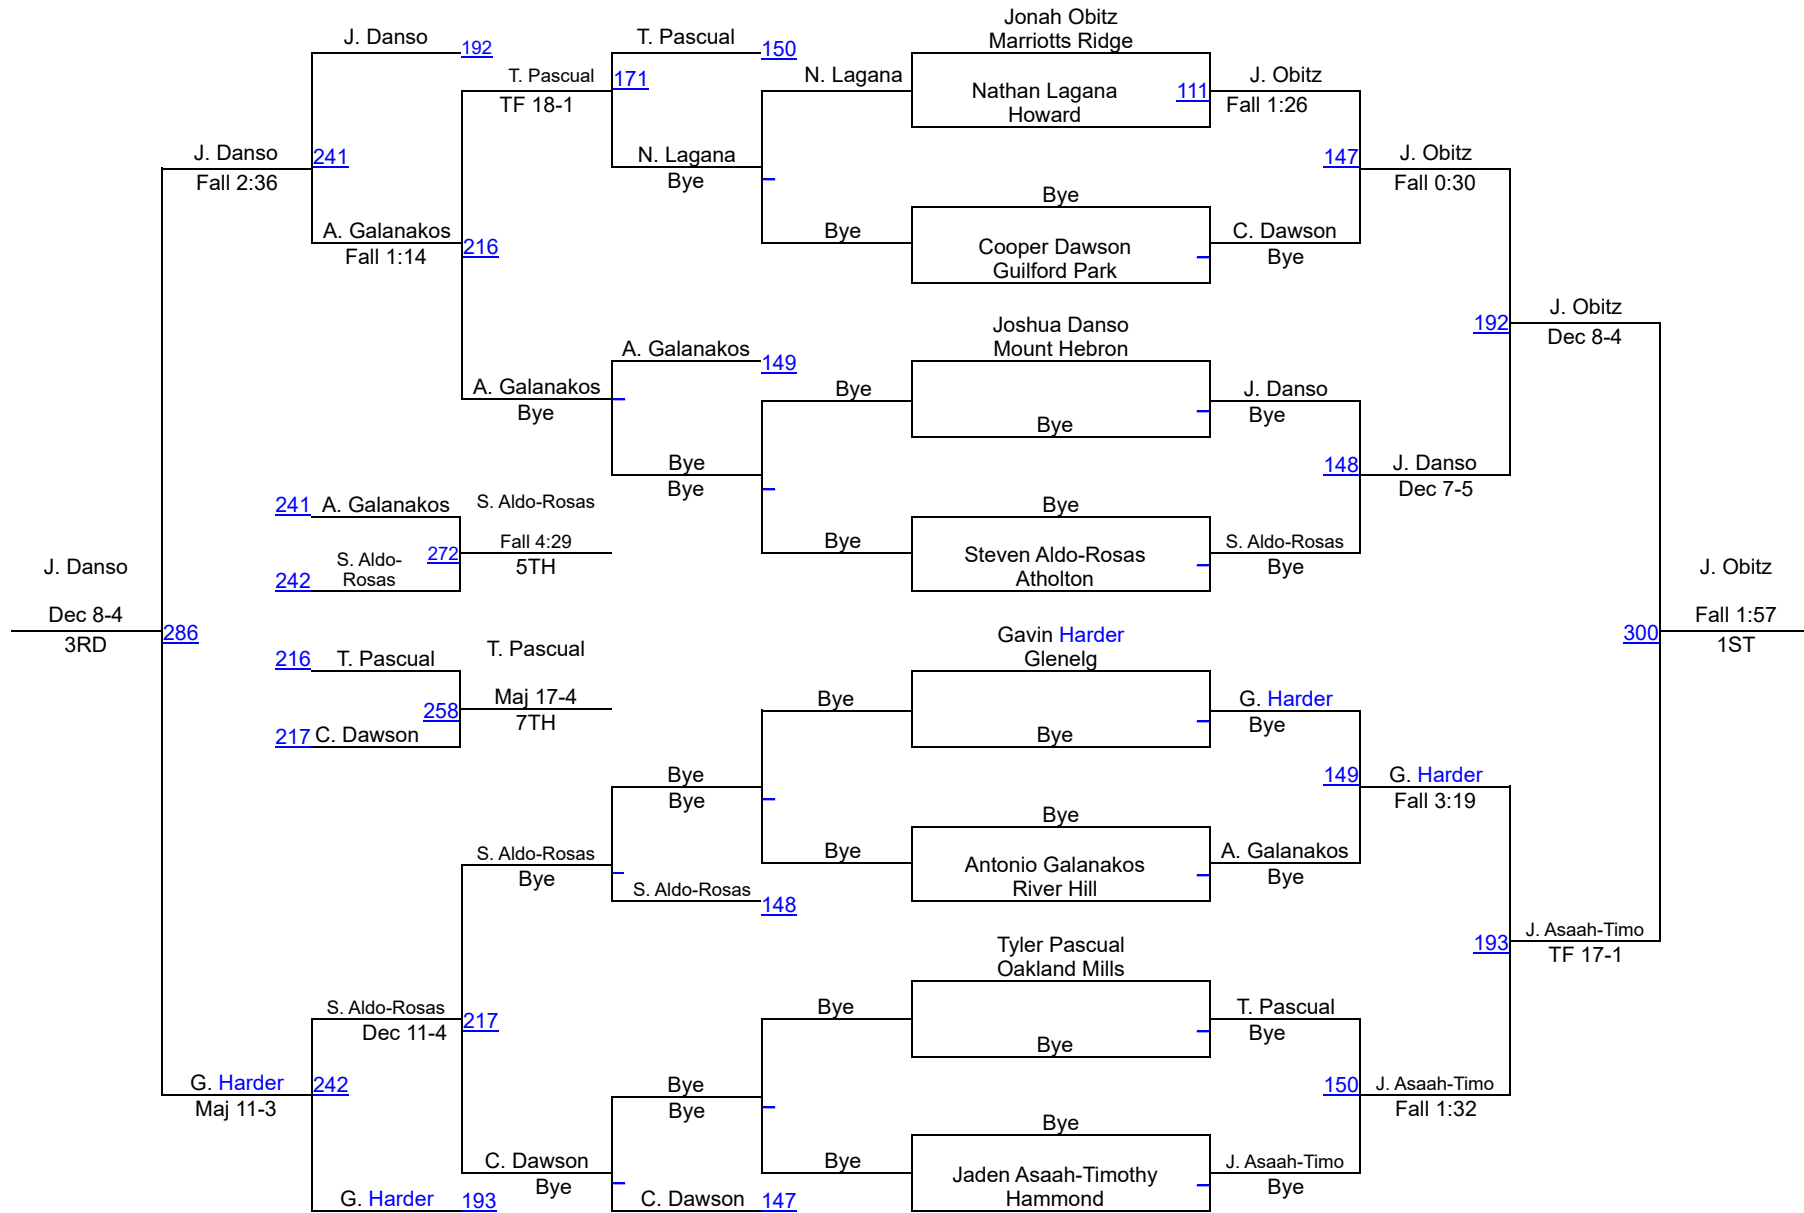 Jonah Obitz
Marriotts Ridge
J. Danso
192
T. Pascual
150
T. Pascual
171
TF 18-1
N. Lagana
Nathan Lagana
Howard
111
J. Obitz
Fall 1:26
J. Danso
241
Fall 2:36
N. Lagana
Bye
147
J. Obitz
Fall 0:30
Bye
A. Galanakos
216
Fall 1:14
Bye
Cooper Dawson
Guilford Park
C. Dawson
Bye
Joshua Danso
Mount Hebron
192
J. Obitz
Dec 8-4
A. Galanakos
149
A. Galanakos
Bye
Bye
Bye
J. Danso
Bye
Bye
Bye
148
J. Danso
Dec 7-5
241
A. Galanakos
S. Aldo-Rosas
Bye
272
Fall 4:29
5TH
242
S. Aldo-
Rosas
Bye
Steven Aldo-Rosas
Atholton
S. Aldo-Rosas
Bye
J. Danso
Dec 8-4
3RD
286
J. Obitz
300
Fall 1:57
1ST
Gavin Harder
Glenelg
216
T. Pascual
T. Pascual
258
Maj 17-4
7TH
217
C. Dawson
Bye
Bye
G. Harder
Bye
Bye
Bye
149
G. Harder
Fall 3:19
Bye
S. Aldo-Rosas
Bye
Bye
Antonio Galanakos
River Hill
A. Galanakos
Bye
S. Aldo-Rosas
148
Tyler Pascual
Oakland Mills
193
J. Asaah-Timo
TF 17-1
S. Aldo-Rosas
217
Dec 11-4
Bye
Bye
T. Pascual
Bye
G. Harder
242
Maj 11-3
Bye
Bye
150
J. Asaah-Timo
Fall 1:32
Bye
C. Dawson
Bye
Bye
Jaden Asaah-Timothy
Hammond
J. Asaah-Timo
Bye
G. Harder
193
C. Dawson
147